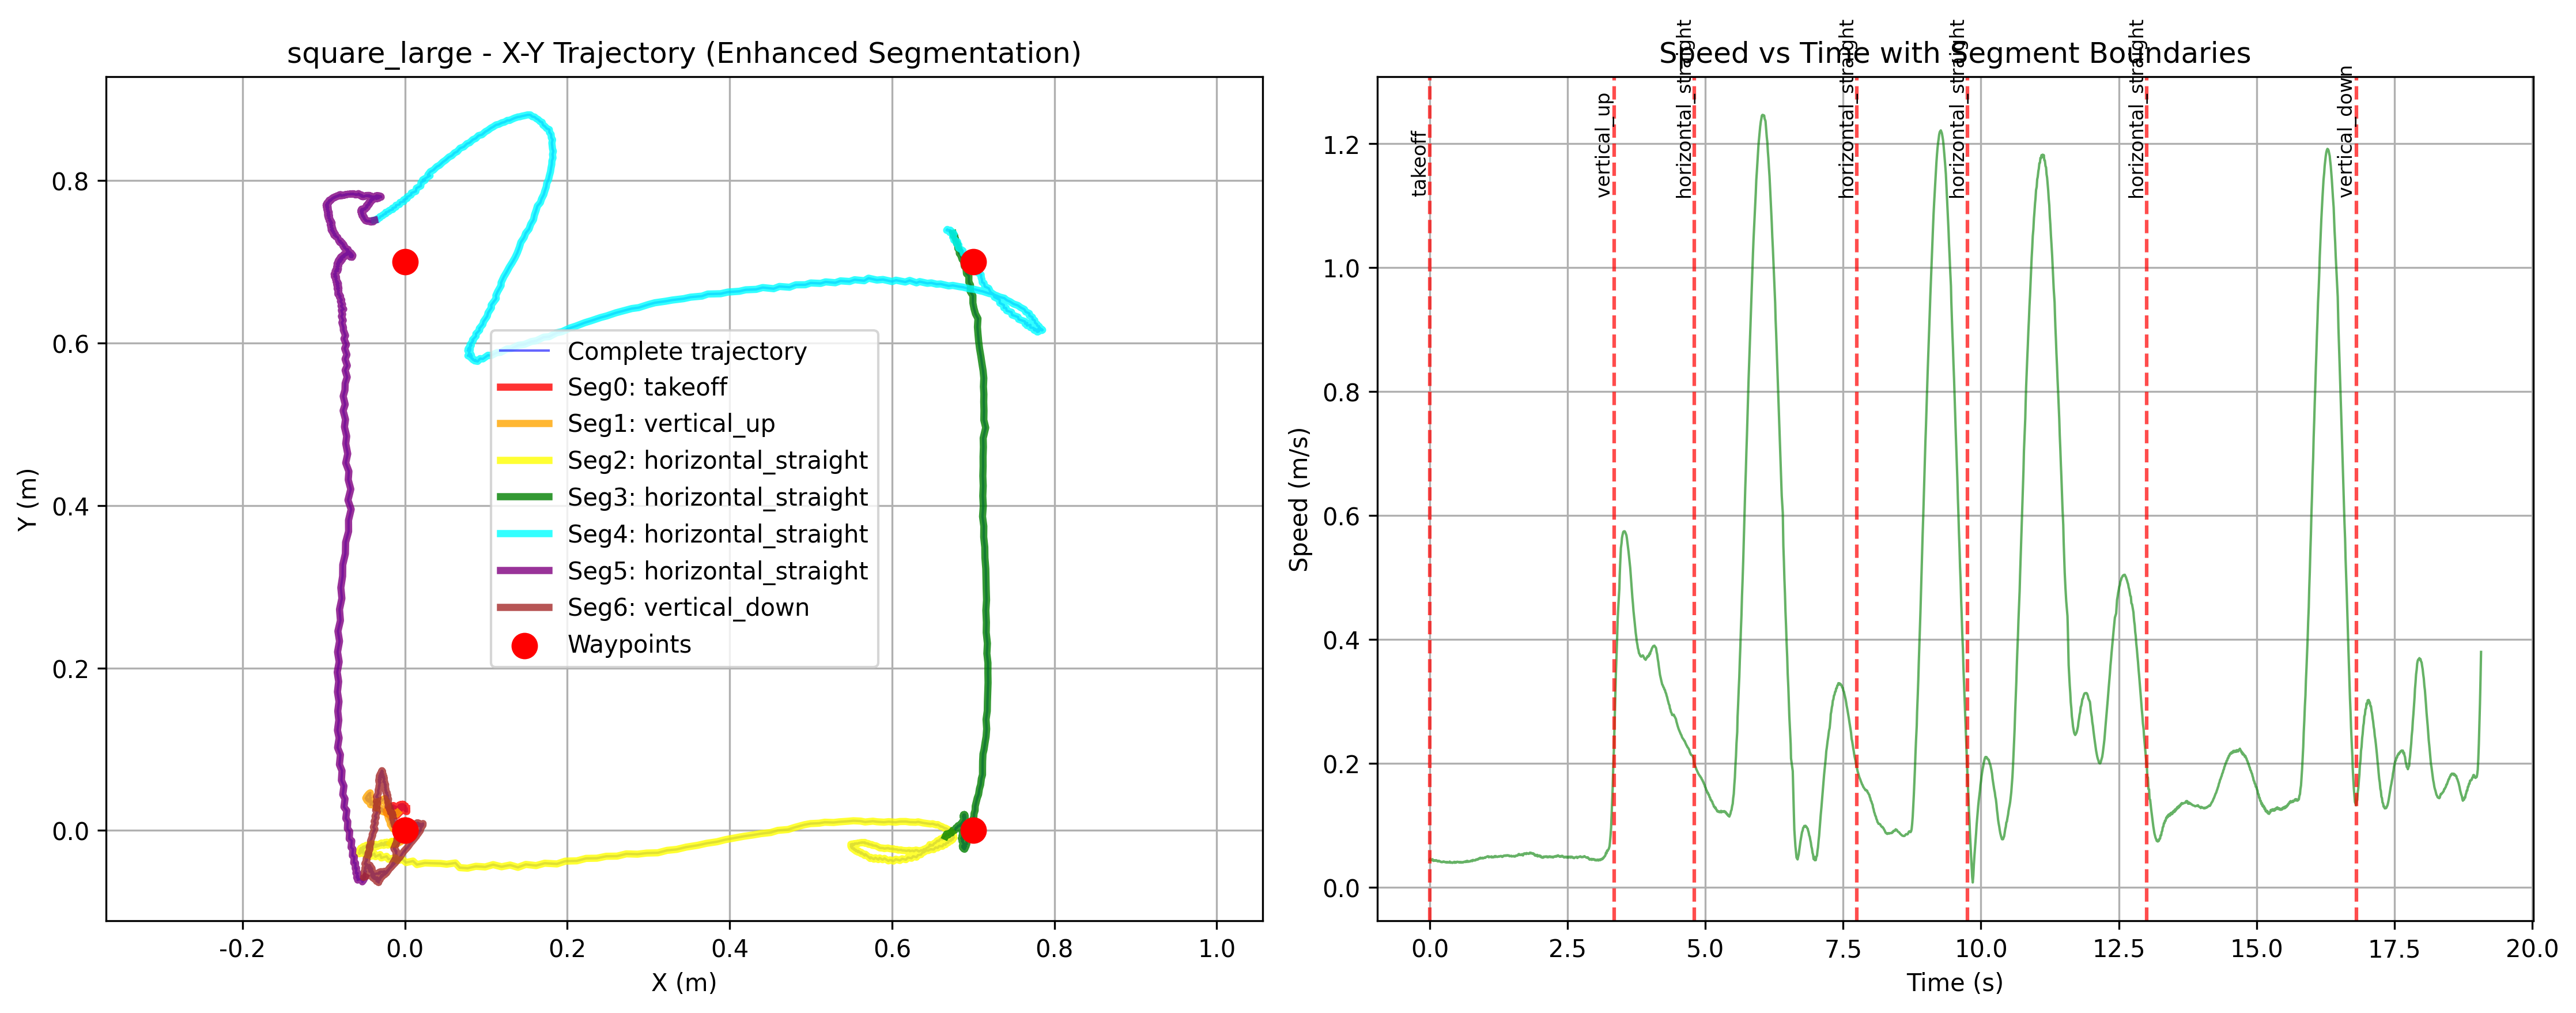 square_large - X-Y Trajectory (Enhanced Segmentation)
Y (m)
0.8
0.6
0.4
0.2
0.0
-0.2
0.0
0.2
0.4
0.6
0.8
1.0
X (m)
Complete trajectory
Seg0: takeoff
Seg1: vertical_up
Seg2: horizontal_straight
Seg3: horizontal_straight
Seg4: horizontal_straight
Seg5: horizontal_straight
Seg6: vertical_down
Waypoints
Speed vs Time with Segment Boundaries
takeoff
vertical_up
horizontal_straight
horizontal_straight
horizontal_straight
horizontal_straight
vertical_down
Speed (m/s)
1.2
1.0
0.8
0.6
0.4
0.2
0.0
0.0
2.5
5.0
7.5
10.0
12.5
15.0
17.5
20.0
Time (s)